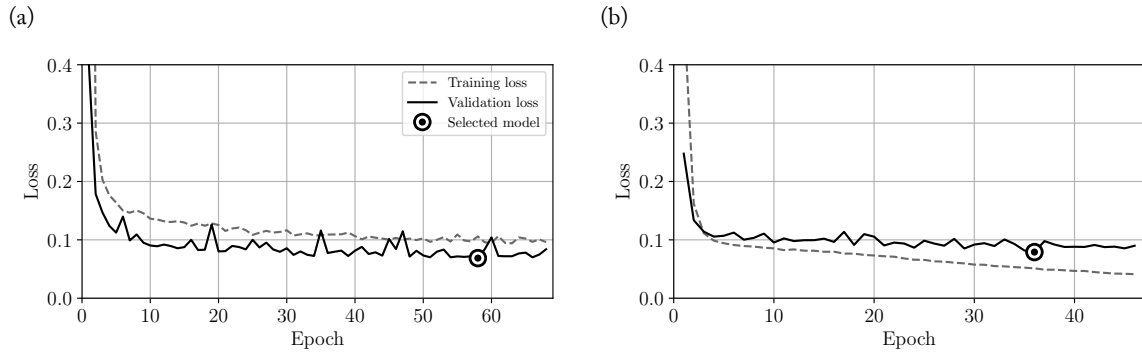 (a)
0.4
0.3
0.2
0.1
0.0
Loss
0 10 20 30 40 50 60
Epoch
Training loss
Validation loss
Selected model
(b)
0.4
0.3
0.2
0.1
0.0
Loss
0 10 20 30 40
Epoch